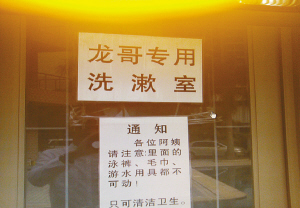 龙哥专用
洗漱室
通知
各位阿姨
请注意:里面的
泳裤、毛巾、
游水用具都不
可动!
只可清洁卫生。